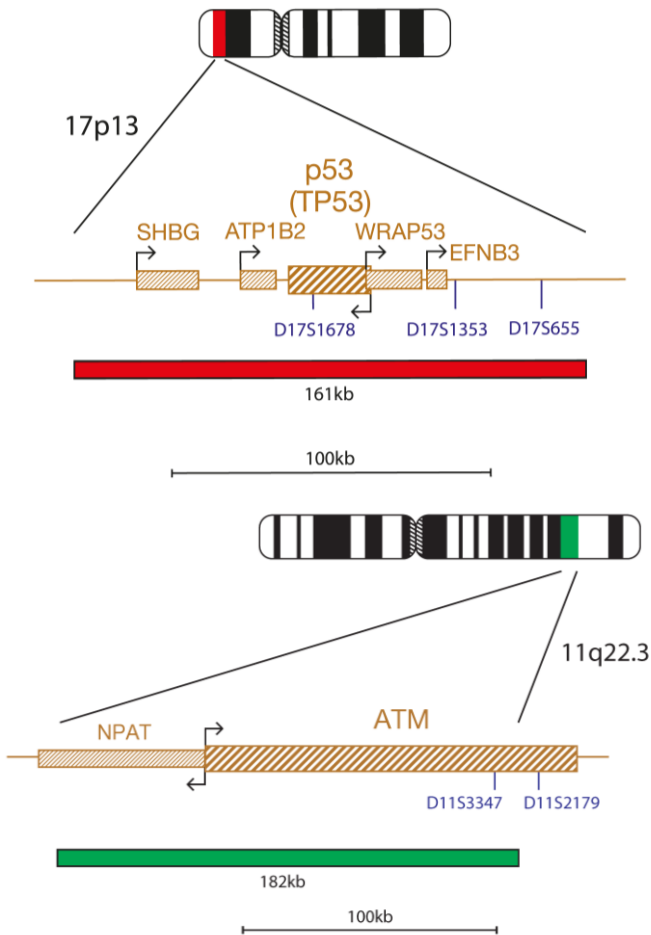 17p13
p53
(TP53)
SHBG
ATP1B2
WRAP53
EFNB3
D17S1678
D17S1353
D17S655
161kb
100kb
11q22.3
ATM
NPAT
D11S3347
D11S2179
182kb
100kb